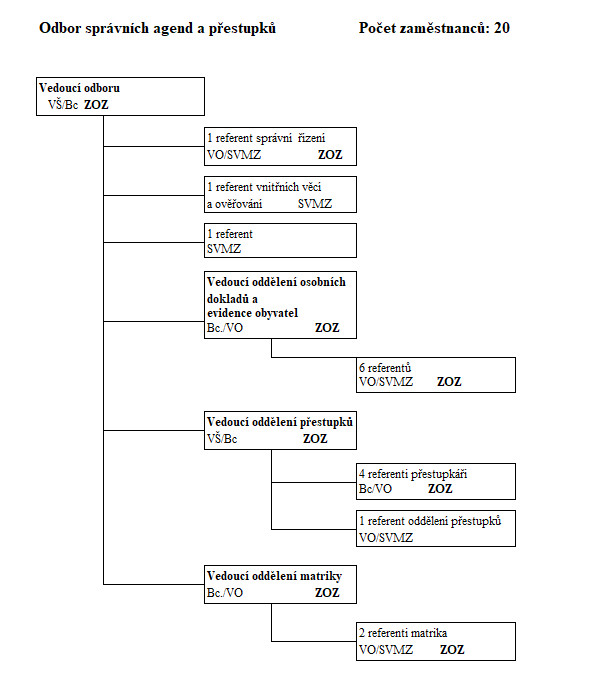 Odbor správních agend a přestupků Počet zaměstnanců: 20
Vedoucí odboru
VŠ/Bc ZOZ
1 referent správní řízení
VO/SVMZ ZOZ
1 referent vnitřních věcí
a ověřování SVMZ
1 referent
SVMZ
Vedoucí oddělení osobních
dokladů a
evidence obyvatel
Bc./VO ZOZ
6 referentů
VO/SVMZ ZOZ
Vedoucí oddělení přestupků
VŠ/Bc ZOZ
4 referenti přestupkáři
Bc/VO ZOZ
1 referent oddělení přestupků
VO/SVMZ
Vedoucí oddělení matriky
Bc./VO ZOZ
2 referenti matrika
VO/SVMZ ZOZ